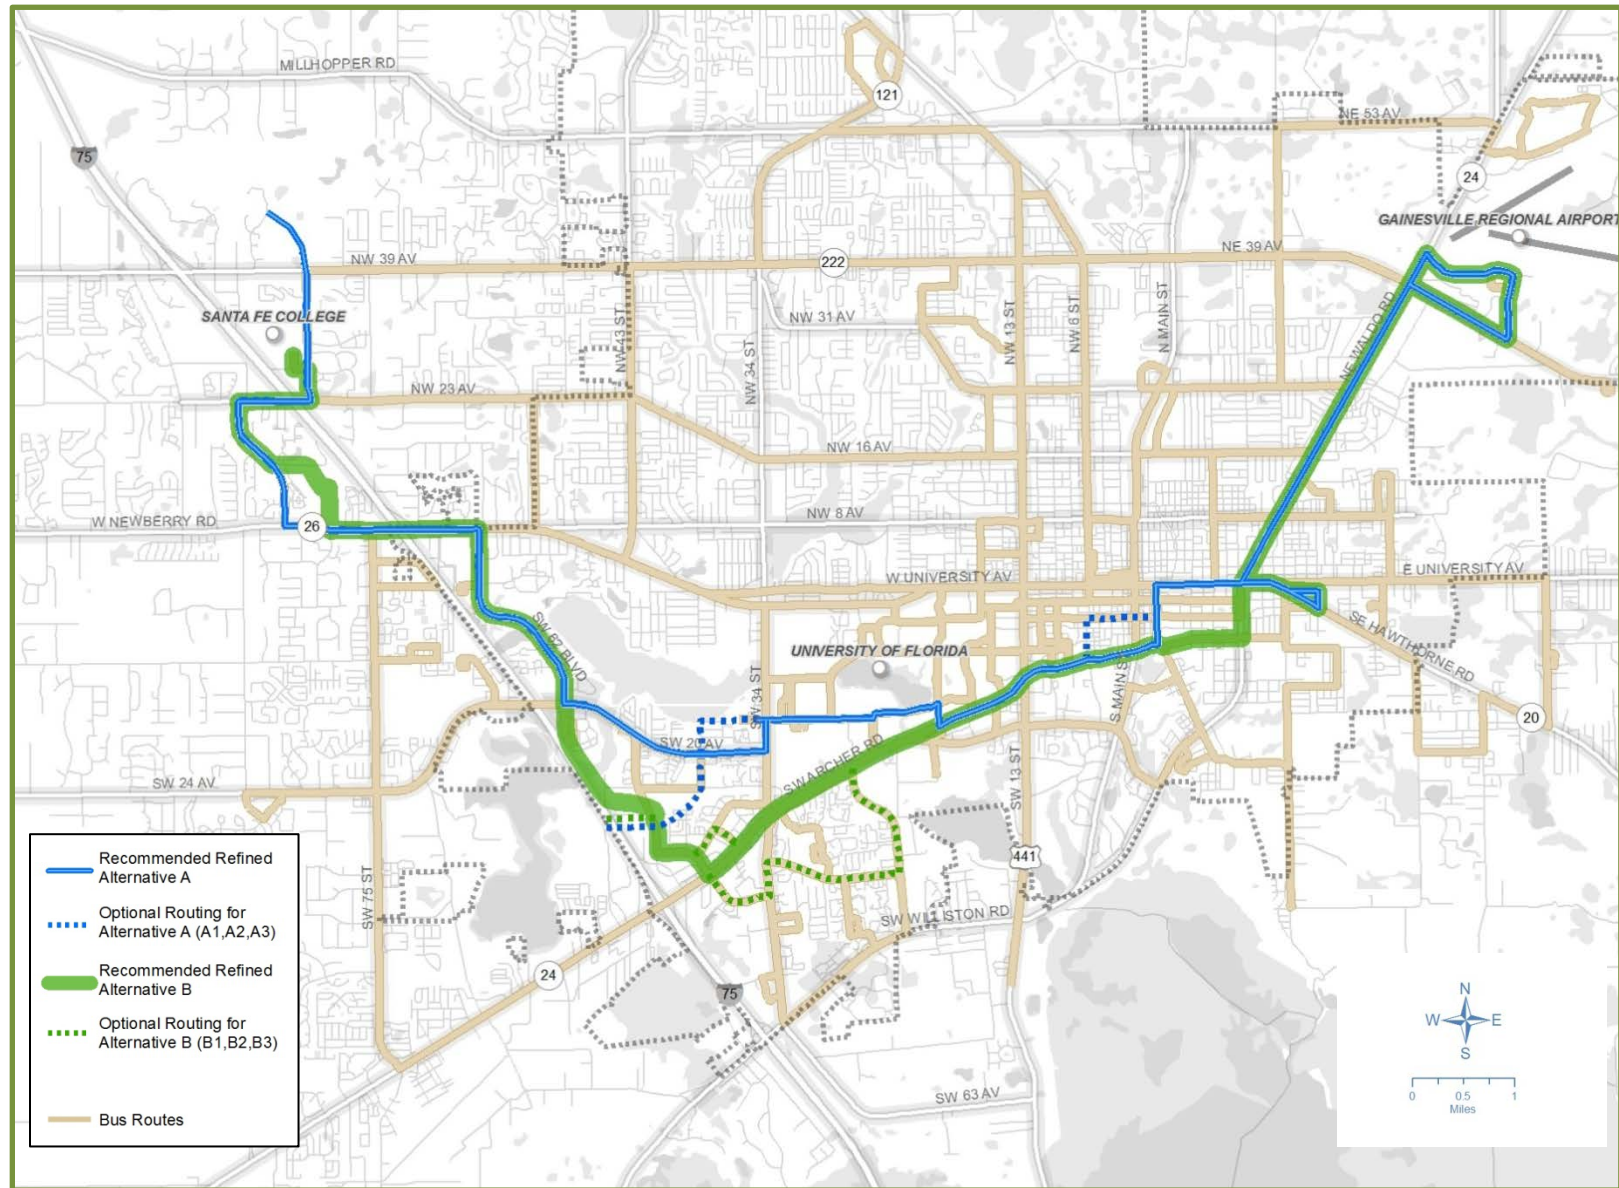 MILLHOPPER RD
121
75
NE 53 AV
24
GAINESVILLE REGIONAL AIRPORT
NW 39 AV
222
NE 39 AV
SANTA FE COLLEGE
NW 31 AV
NW 43 ST
NW 34 ST
NW 13 ST
NW 6 ST
N MAIN ST
NE WALDO RD
NW 23 AV
NW 16 AV
W NEWBERRY RD
26
NW 8 AV
W UNIVERSITY AV
E UNIVERSITY AV
SW 62 BLVD
UNIVERSITY OF FLORIDA
SE HAWTHORNE RD
SW 34 ST
S MAIN S
20
SW 20 AV
SW ARCHER RD
SW 24 AV
SW 13 ST
441
SW 75 ST
SW WILLISTON RD
24
75
SW 63 AV
Recommended Refined
Alternative A
Optional Routing for
Alternative A (A1,A2,A3)
Recommended Refined
Alternative B
Optional Routing for
Alternative B (B1,B2,B3)
Bus Routes
N
W E
S
0 0.5 1
Miles